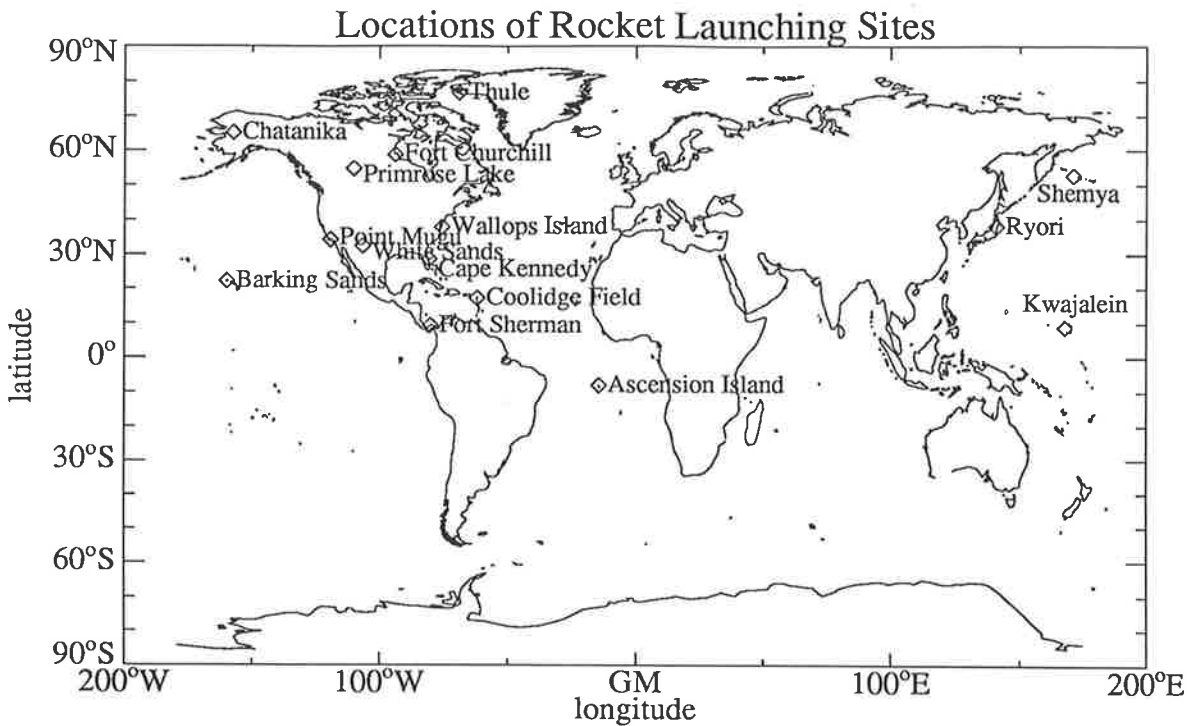 Locations of Rocket Launching Sites
90°N
60°N
30°N
0°
30°S
60°S
90°S
latitude
Thule
Chatanika
Fort Churchill
Primrose Lake
Shemya
Wallops Island
Ryori
Point Mugu
White Sands
Cape Kennedy
Barking Sands
Coolidge Field
Kwajalein
Fort Sherman
Ascension Island
200°W
100°W
GM
100°E
200°E
longitude